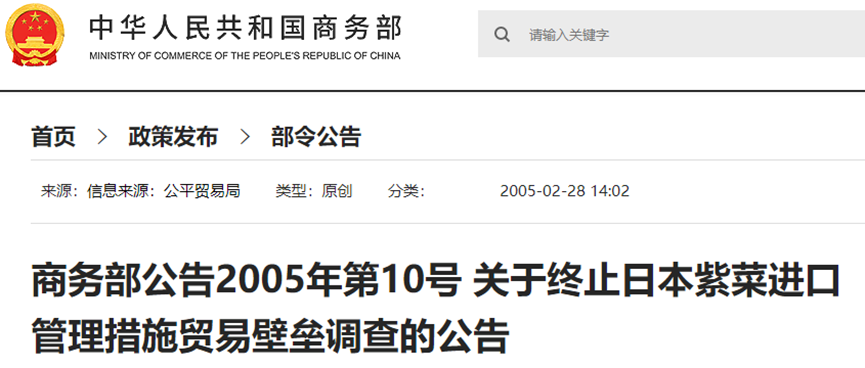 中华人民共和国商务部
MINISTRY OF COMMERCE OF THE PEOPLE'S REPUBLIC OF CHINA
请输入关键字
首页 > 政策发布 > 部令公告
来源：信息来源：公平贸易局 类型：原创 分类： 2005-02-28 14:02
商务部公告2005年第10号 关于终止日本紫菜进口
管理措施贸易壁垒调查的公告